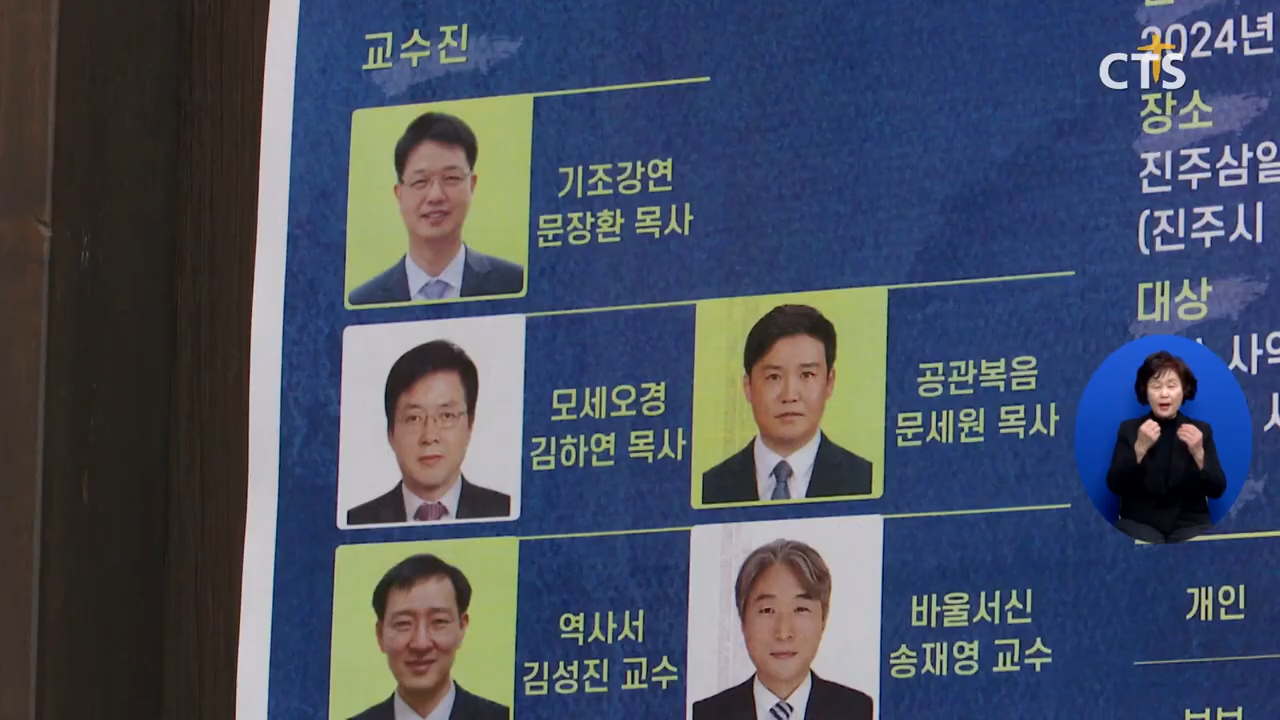 교수진
기조강연
문장환 목사
모세오경
김하연 목사
공관복음
문세원 목사
역사서
김성진 교수
바울서신
송재영 교수
2024년
CTS
장소
진주삼일
(진주시
대상
개인